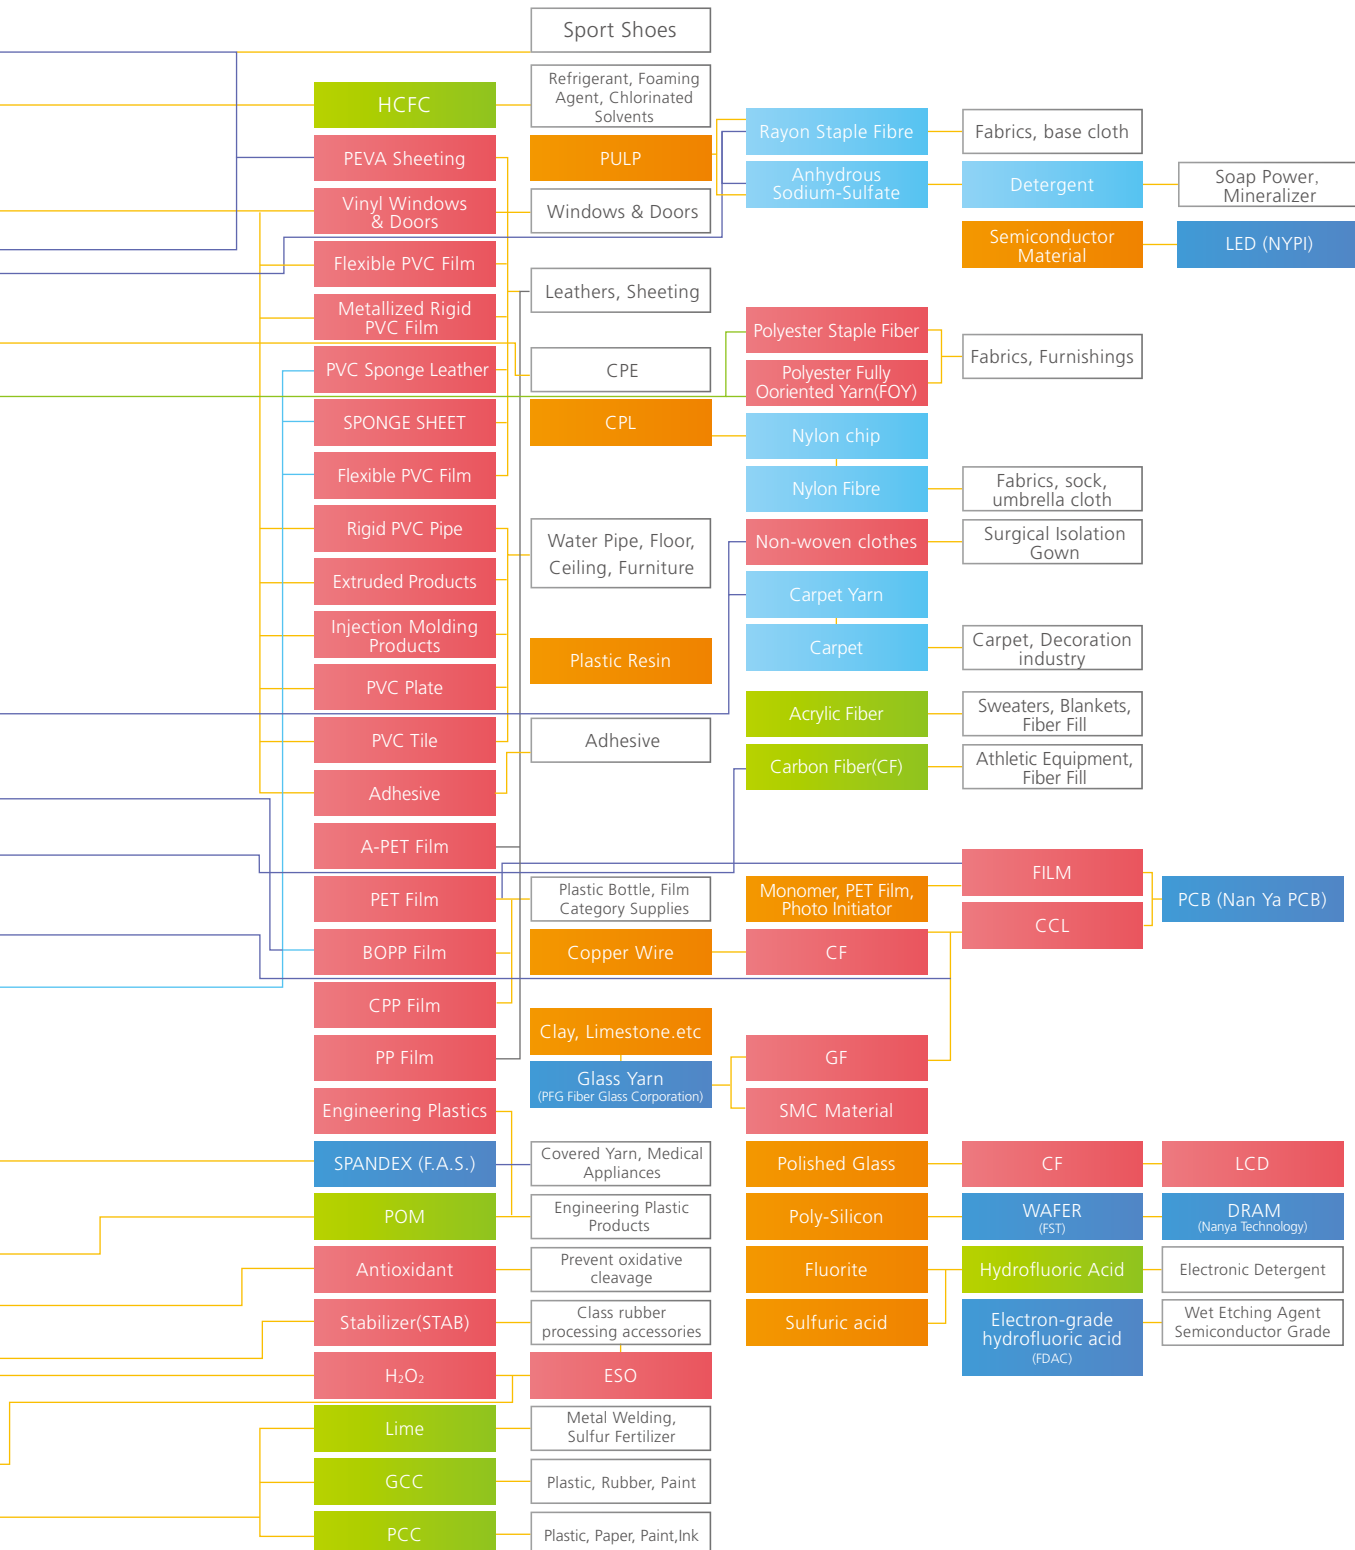 Sport Shoes
HCFC
Refrigerant, Foaming
Agent, Chlorinated
Solvents
PEVA Sheeting
PULP
Rayon Staple Fibre
Fabrics, base cloth
Vinyl Windows
& Doors
Windows & Doors
Anhydrous
Sodium-Sulfate
Detergent
Soap Power,
Mineralizer
Flexible PVC Film
Semiconductor
Material
LED (NYPI)
Metallized Rigid
PVC Film
Leathers, Sheeting
Polyester Staple Fiber
PVC Sponge Leather
CPE
Polyester Fully
Ooriented Yarn(FOY)
Fabrics, Furnishings
SPONGE SHEET
CPL
Nylon chip
Flexible PVC Film
Nylon Fibre
Fabrics, sock,
umbrella cloth
Rigid PVC Pipe
Water Pipe, Floor,
Ceiling, Furniture
Non-woven clothes
Surgical Isolation
Gown
Extruded Products
Carpet Yarn
Injection Molding
Products
Plastic Resin
Carpet
Carpet, Decoration
industry
PVC Plate
Acrylic Fiber
Sweaters, Blankets,
Fiber Fill
PVC Tile
Adhesive
Carbon Fiber(CF)
Athletic Equipment,
Fiber Fill
Adhesive
A-PET Film
FILM
PET Film
Plastic Bottle, Film
Category Supplies
Monomer, PET Film,
Photo Initiator
CCL
PCB (Nan Ya PCB)
BOPP Film
Copper Wire
CF
CPP Film
Clay, Limestone.etc
PP Film
Glass Yarn
(PFG Fiber Glass Corporation)
GF
Engineering Plastics
SMC Material
SPANDEX (F.A.S.)
Covered Yarn, Medical
Appliances
Polished Glass
CF
LCD
POM
Engineering Plastic
Products
Poly-Silicon
WAFER
(FST)
DRAM
(Nanya Technology)
Antioxidant
Prevent oxidative
cleavage
Fluorite
Hydrofluoric Acid
Electronic Detergent
Stabilizer(STAB)
Class rubber
processing accessories
Sulfuric acid
Electron-grade
hydrofluoric acid
(FDAC)
Wet Etching Agent
Semiconductor Grade
H₂O₂
ESO
Lime
Metal Welding,
Sulfur Fertilizer
GCC
Plastic, Rubber, Paint
PCC
Plastic, Paper, Paint,Ink